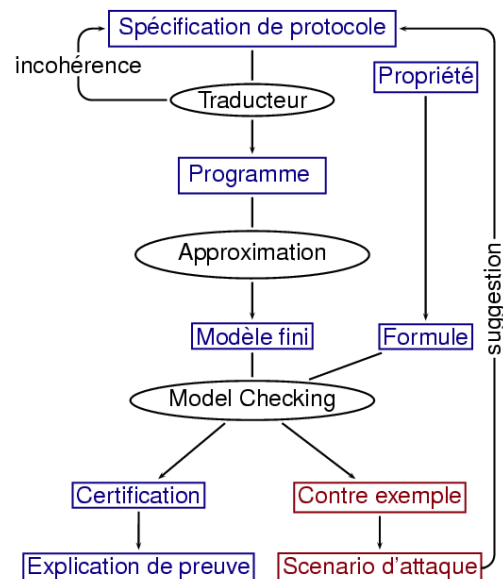 Spécification de protocole
incohérence
Propriété
Traducteur
Programme
Approximation
suggestion
Modèle fini
Formule
Model Checking
Certification
Contre exemple
Explication de preuve
Scenario d'attaque